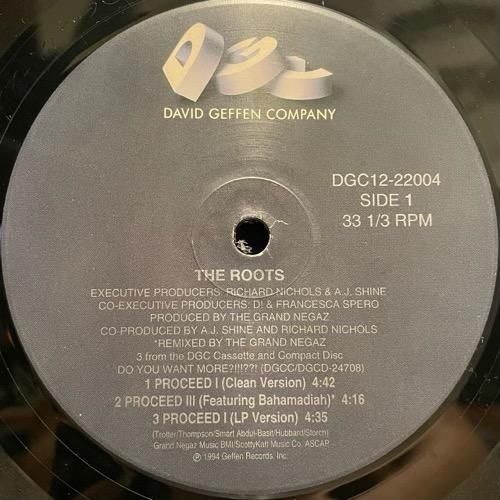 DGC
DAVID GEFFEN COMPANY
DGC12-22004
SIDE 1
33 1/3 RPM
THE ROOTS
EXECUTIVE PRODUCERS: RICHARD NICHOLS & A.J. SHINE
CO-EXECUTIVE PRODUCERS: D! & FRANCESCA SPERO
PRODUCED BY THE GRAND NEGAZ
CO-PRODUCED BY A.J. SHINE AND RICHARD NICHOLS
*REMIXED BY THE GRAND NEGAZ
3 from the DGC Cassette and Compact Disc
DO YOU WANT MORE?!!!??! (DGCC/DGCD-24708)
1 PROCEED I (Clean Version) 4:42
2 PROCEED III (Featuring Bahamadiah)* 4:16
3 PROCEED I (LP Version) 4:35
(Trotter/Thompson/Smart Abdul-Basit/Hubbard/Storch)
Grand Negaz Music BMI/ScottyKatt Music Co. ASCAP
℗ 1994 Geffen Records, Inc.